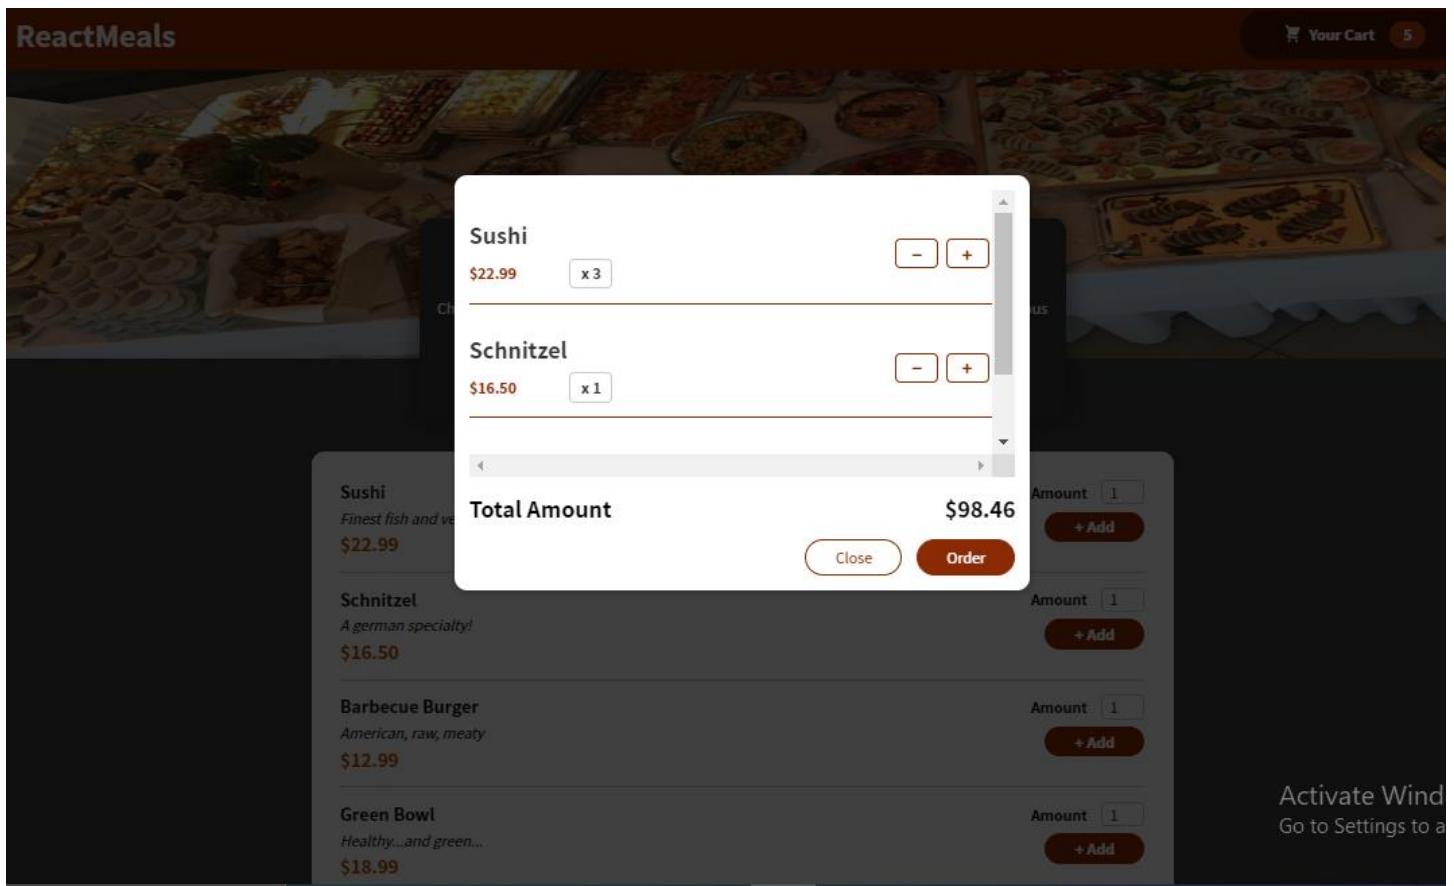 ReactMeals
Your Cart 5
Sushi
$22.99 x 3
− +
Schnitzel
$16.50 x 1
− +
Total Amount $98.46
Close Order
Sushi
Finest fish and
$22.99
Amount 1
+ Add
Schnitzel
A german specialty!
$16.50
Amount 1
+ Add
Barbecue Burger
American, raw, meaty
$12.99
Amount 1
+ Add
Green Bowl
Healthy...and green...
$18.99
Amount 1
+ Add
Activate Wind
Go to Settings to a